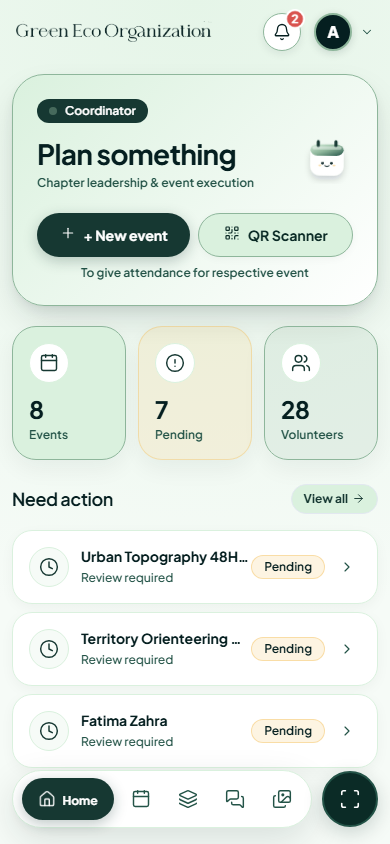 Green Eco Organization
2
A
Coordinator
Plan something
Chapter leadership & event execution
+ New event
QR Scanner
To give attendance for respective event
8
Events
7
Pending
28
Volunteers
Need action
View all →
Urban Topography 48H...
Review required
Pending
Territory Orienteering ...
Review required
Pending
Fatima Zahra
Review required
Pending
Home